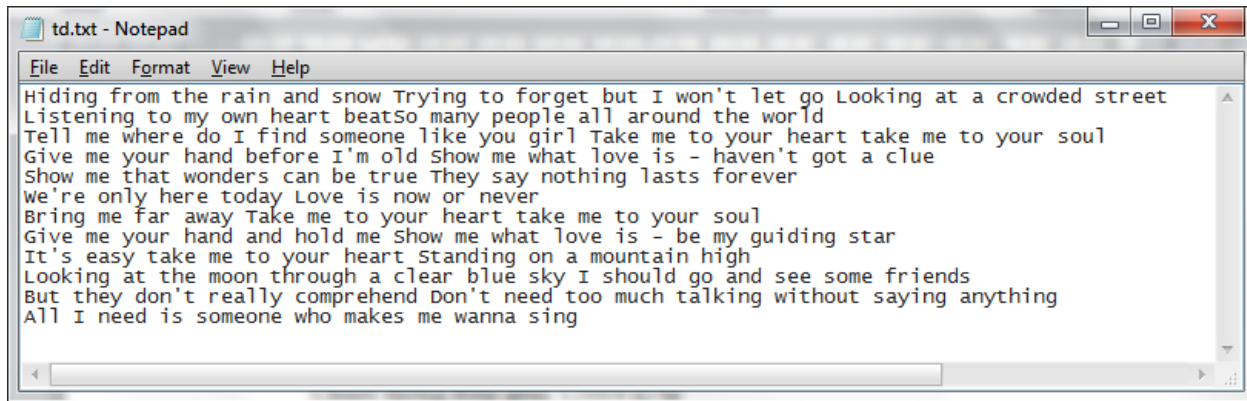 td.txt - Notepad
File Edit Format View Help
Hiding from the rain and snow Trying to forget but I won't let go Looking at a crowded street
Listening to my own heart beatSo many people all around the world
Tell me where do I find someone like you girl Take me to your heart take me to your soul
Give me your hand before I'm old Show me what love is - haven't got a clue
Show me that wonders can be true They say nothing lasts forever
We're only here today Love is now or never
Bring me far away Take me to your heart take me to your soul
Give me your hand and hold me Show me what love is - be my guiding star
It's easy take me to your heart Standing on a mountain high
Looking at the moon through a clear blue sky I should go and see some friends
But they don't really comprehend Don't need too much talking without saying anything
All I need is someone who makes me wanna sing